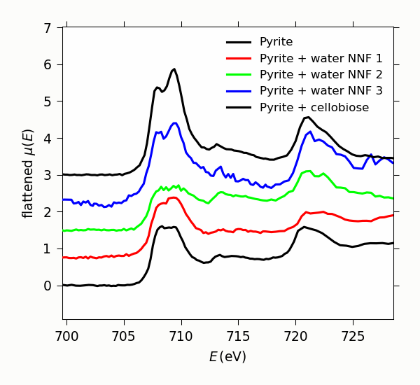 7
6
5
4
3
2
1
0
flattened μ(E)
Pyrite
Pyrite + water NNF 1
Pyrite + water NNF 2
Pyrite + water NNF 3
Pyrite + cellobiose
700 705 710 715 720 725
E (eV)